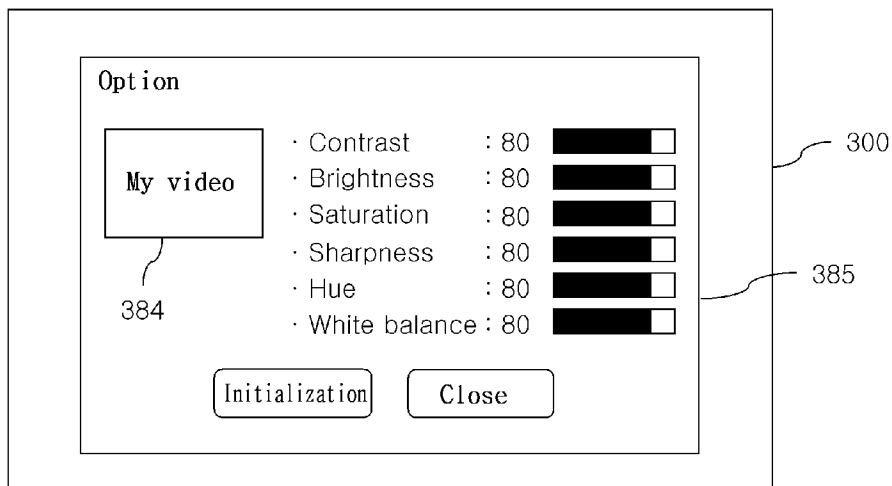 Option
My video
384
· Contrast : 80
· Brightness : 80
· Saturation : 80
· Sharpness : 80
· Hue : 80
· White balance : 80
300
385
Initialization
Close